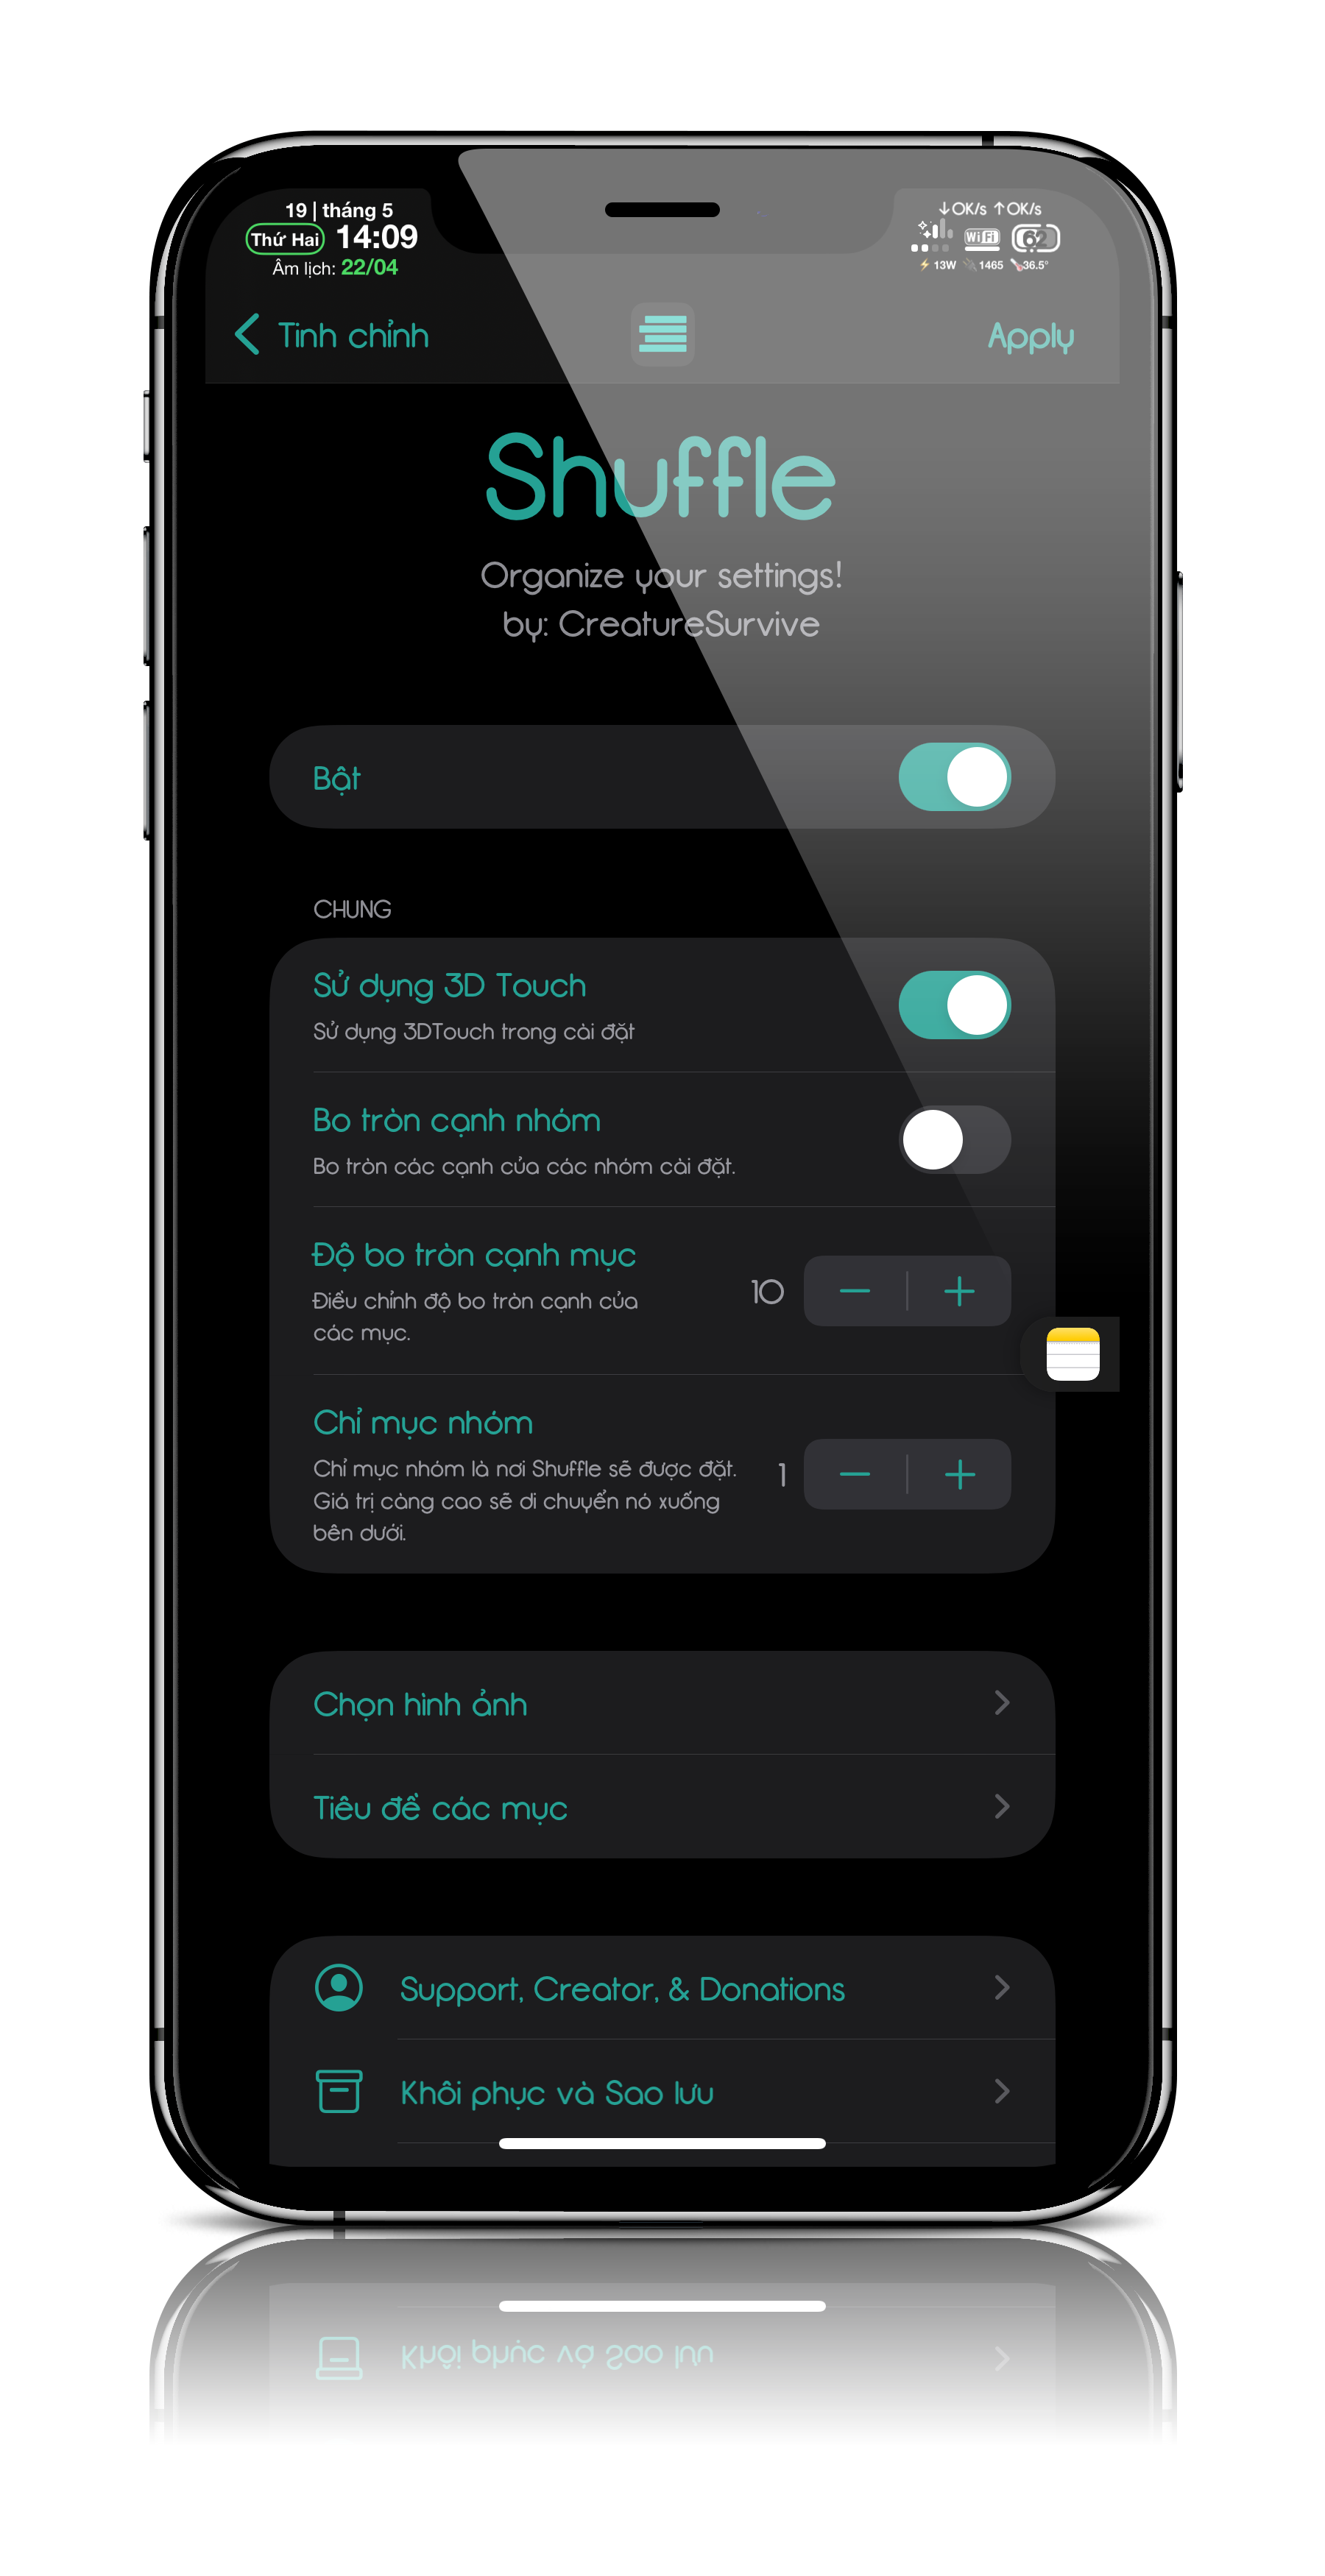 19 | tháng 5
Thứ Hai 14:09
Âm lịch: 22/04
↓0K/s ↑0K/s
WiFi 62
13W 1465 36.5°
Tinh chỉnh
Apply
Shuffle
Organize your settings!
by: CreatureSurvive
Bật
CHUNG
Sử dụng 3D Touch
Sử dụng 3DTouch trong cài đặt
Bo tròn cạnh nhóm
Bo tròn các cạnh của các nhóm cài đặt.
Độ bo tròn cạnh mục
Điều chỉnh độ bo tròn cạnh của
các mục.
10
Chỉ mục nhóm
Chỉ mục nhóm là nơi Shuffle sẽ được đặt.
Giá trị càng cao sẽ di chuyển nó xuống
bên dưới.
1
Chọn hình ảnh
Tiêu đề các mục
Support, Creator, & Donations
Khôi phục và Sao lưu